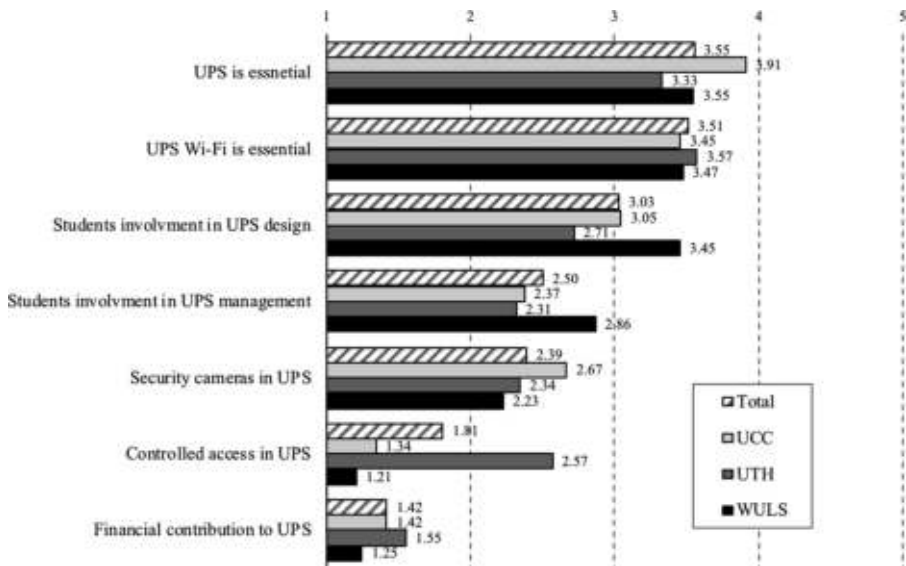 1 2 3 4 5
UPS is essnetial
3.55
3.91
3.33
3.55
UPS Wi-Fi is essential
3.51
3.45
3.57
3.47
Students involvment in UPS design
3.03
3.05
2.71
3.45
Students involvment in UPS management
2.50
2.37
2.31
2.86
Security cameras in UPS
2.39
2.67
2.34
2.23
Controlled access in UPS
1.81
1.34
2.57
1.21
Financial contribution to UPS
1.42
1.42
1.55
1.25
Total
UCC
UTH
WULS